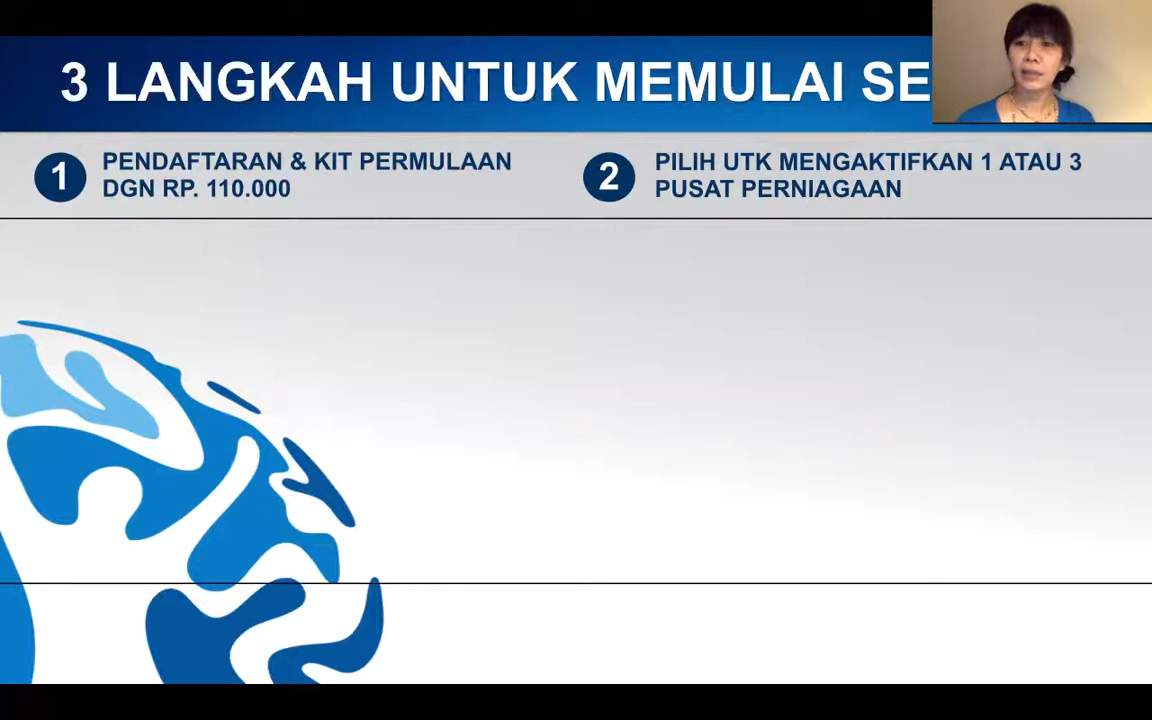 3 LANGKAH UNTUK MEMULAI SE
1
PENDAFTARAN & KIT PERMULAAN
DGN RP. 110.000
2
PILIH UTK MENGAKTIFKAN 1 ATAU 3
PUSAT PERNIAGAAN